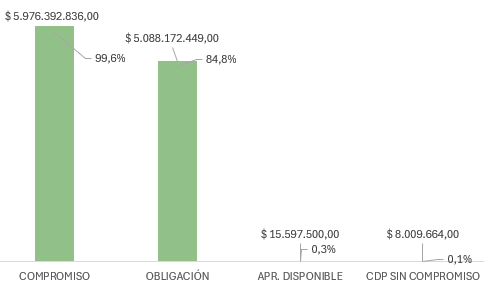 $ 5.976.392.836,00
99,6%
$ 5.088.172.449,00
84,8%
$ 15.597.500,00
0,3%
$ 8.009.664,00
0,1%
COMPROMISO
OBLIGACIÓN
APR. DISPONIBLE
CDP SIN COMPROMISO